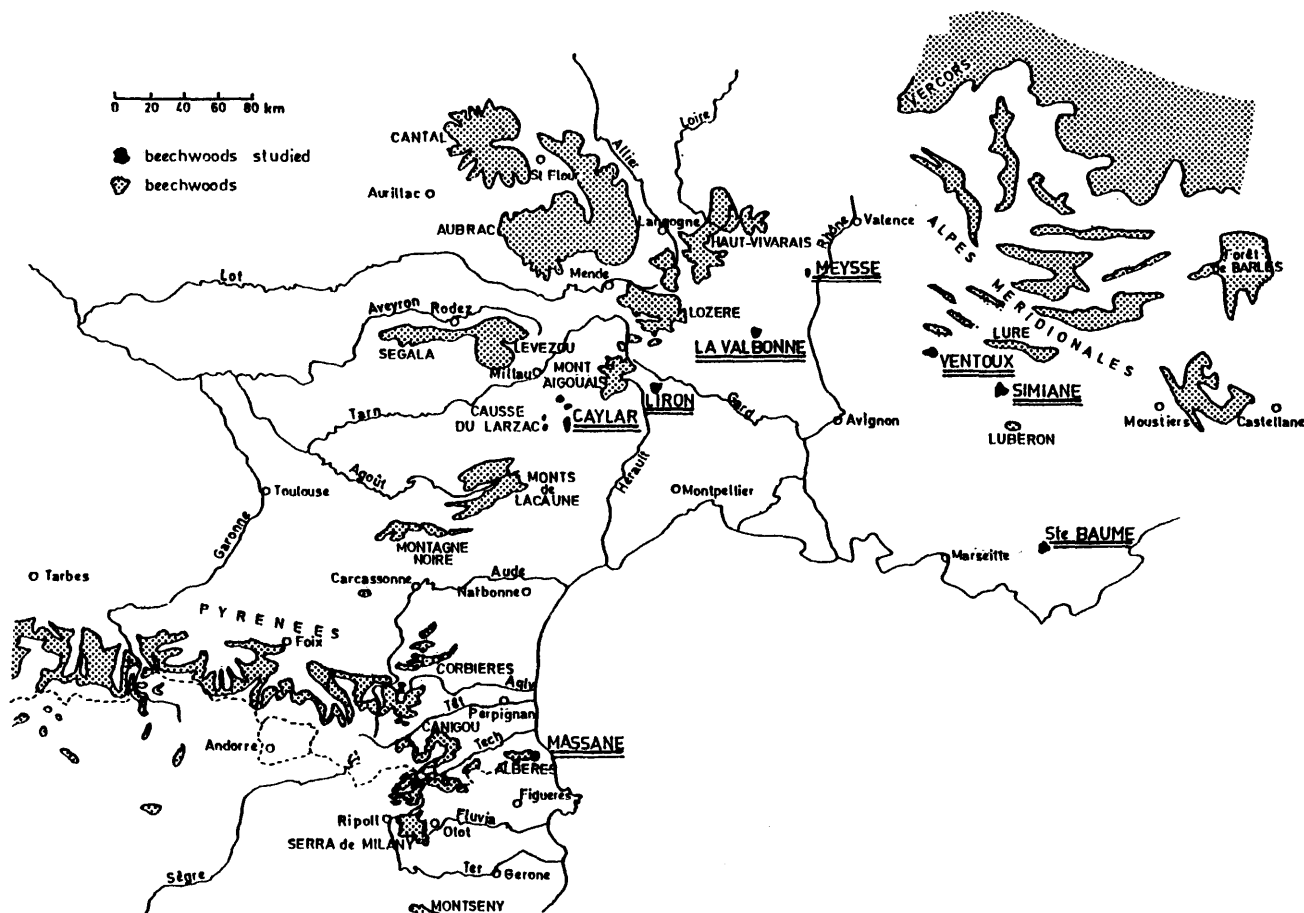 0 20 40 60 80 km
beechwoods studied
beechwoods
CANTAL
St Flour
Aurillac
AUBRAC
Allier
Loire
Langogne
HAUT-VIVARAIS
Rhône
Valence
MEYSSE
VERCORS
ALPES MERIDIONALES
Forêt
de BARLES
Lot
Mende
LOZERE
Aveyron
Rodez
SEGALA
LEVEZOU
Millau
MONT
AIGOUAIS
LA VALBONNE
LURE
VENTOUX
SIMIANE
LIRON
Tarn
CAUSSE
DU LARZAC
CAYLAR
Gard
Avignon
LUBERON
Moustiers
Castellane
Agoût
MONTS
de
LACAUNE
Hérault
Toulouse
Montpellier
Garonne
MONTAGNE
NOIRE
Marseitte
Ste BAUME
Tarbes
Carcassonne
Aude
Natbonne
PYRENEES
Foix
CORBIERES
Agly
Têt
Perpignan
CANIGOU
Tech
MASSANE
Andorre
ALBERES
Figueres
Ripoll
Olot
Fluvia
SERRA de MILANY
Sègre
Ter
Gerone
MONTSENY